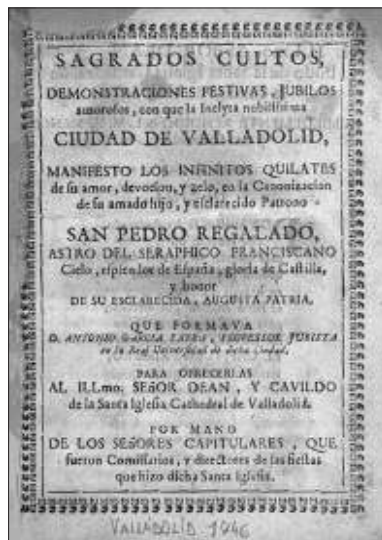 SAGRADOS CULTOS,
DEMONSTRACIONES FESTIVAS, JUBILOS
amorosos, con que la Inclyta nobilissima
CIUDAD DE VALLADOLID,
MANIFESTO LOS INFINITOS QUILATES
de su amor, devocion, y zelo, en la Canonizacion
de su amado hijo, y esclarecido Patrono
SAN PEDRO REGALADO,
ASTRO DEL SERAPHICO FRANCISCANO
Cielo, esplendor de España, gloria de Castilla,
y honor
DE SU ESCLARECIDA, AUGUSTA PATRIA,
QUE FORMAVA
D. ANTONIO GARCIA, PROFESSOR JURISTA
en la Real Universidad de dicha Ciudad,
PARA OFRECERLAS
AL ILLmo. SEñOR DEAN, Y CAVILDO
de la Santa Iglesia Cathedral de Valladolid.
POR MANO
DE LOS SEñORES CAPITULARES, QUE
fueron Comissarios, y directores de las fiestas
que hizo dicha Santa Iglesia.
VALLADOLID 1746